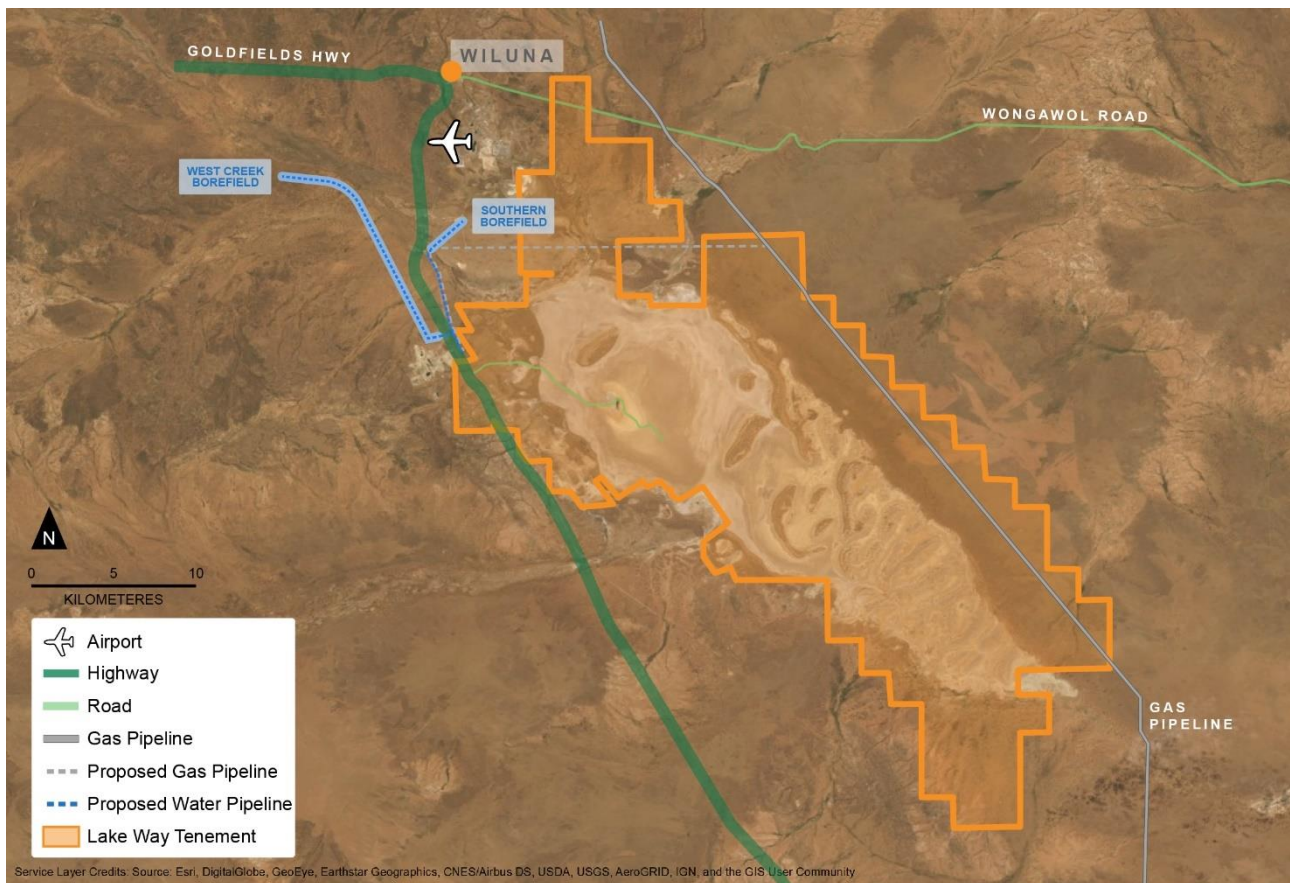 GOLDFIELDS HWY
WILUNA
WONGAWOL ROAD
WEST CREEK
BOREFIELD
SOUTHERN
BOREFIELD
N
0 5 10
KILOMETERES
Airport
Highway
Road
Gas Pipeline
Proposed Gas Pipeline
Proposed Water Pipeline
Lake Way Tenement
GAS
PIPELINE
Service Layer Credits: Source: Esri, DigitalGlobe, GeoEye, Earthstar Geographics, CNES/Airbus DS, USDA, USGS, AeroGRID, IGN, and the GIS User Community